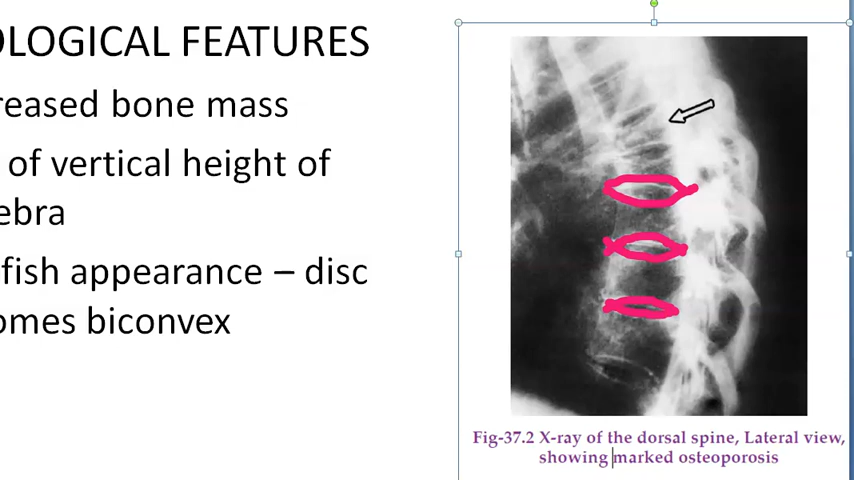 OLOGICAL FEATURES
reased bone mass
of vertical height of
ebra
fish appearance – disc
omes biconvex
Fig-37.2 X-ray of the dorsal spine, Lateral view,
showing marked osteoporosis